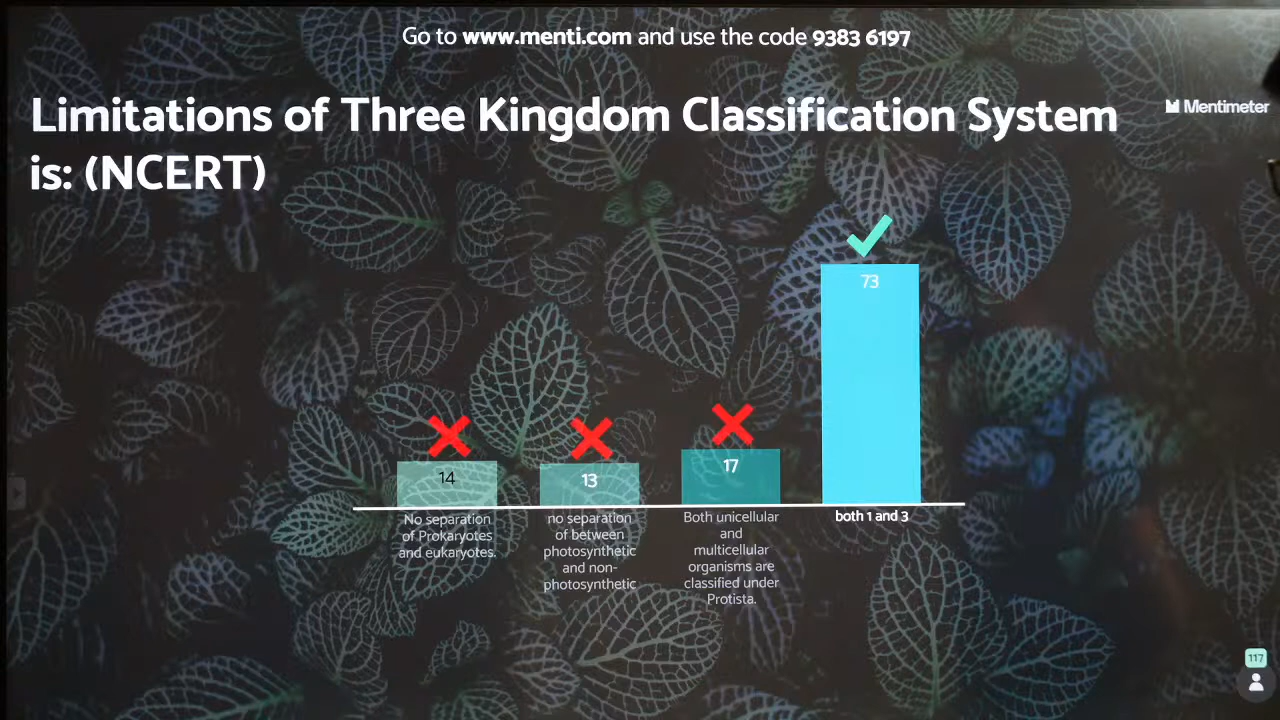 Go to www.menti.com and use the code 9383 6197
Limitations of Three Kingdom Classification System
is: (NCERT)
Mentimeter
73
14
13
17
No separation
of Prokaryotes
and eukaryotes.
no separation
of between
photosynthetic
and non-
photosynthetic
Both unicellular
and
multicellular
organisms are
classified under
Protista.
both 1 and 3
117